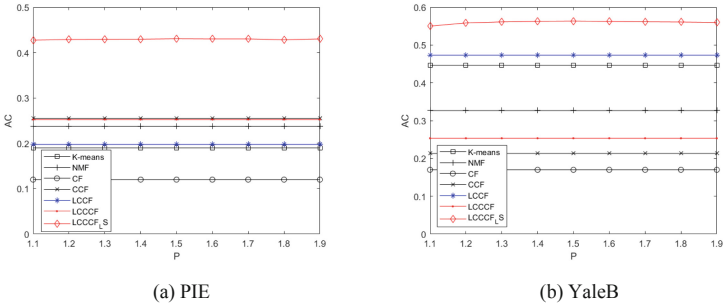 (a)
0.5
0.4
0.3
0.2
0.1
0
AC
1.1 1.2 1.3 1.4 1.5 1.6 1.7 1.8 1.9
P
K-means
NMF
CF
CCF
LCCF
LCCCF
LCCCF_LS
(a) PIE
(b)
0.6
0.5
0.4
0.3
0.2
0.1
0
AC
1.1 1.2 1.3 1.4 1.5 1.6 1.7 1.8 1.9
P
K-means
NMF
CF
CCF
LCCF
LCCCF
LCCCF_LS
(b) YaleB